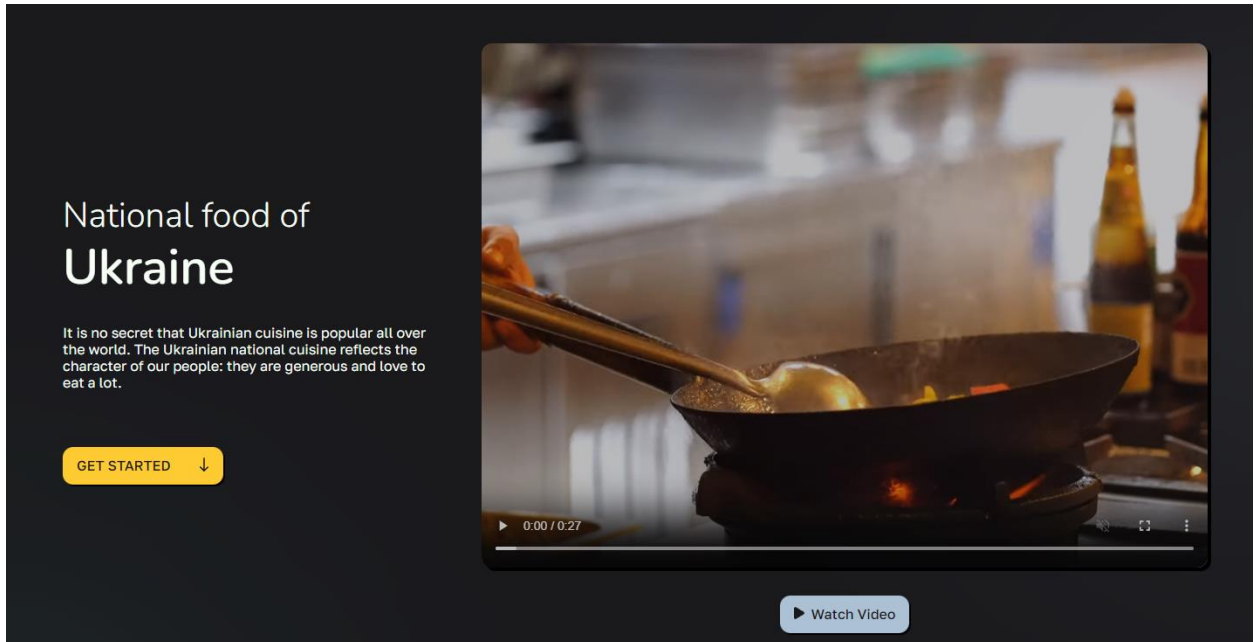 National food of
Ukraine
It is no secret that Ukrainian cuisine is popular all over
the world. The Ukrainian national cuisine reflects the
character of our people: they are generous and love to
eat a lot.
GET STARTED ↓
0:00 / 0:27
Watch Video